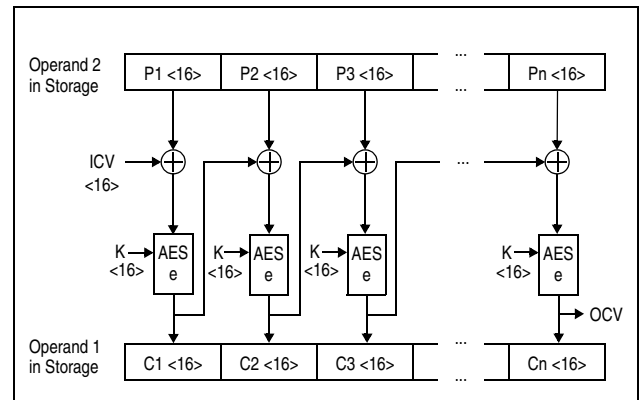 Operand 2
in Storage
P1 <16> P2 <16> P3 <16> ... Pn <16>
...
ICV
<16>
...
K AES
<16> e
K AES
<16> e
K AES
<16> e
K AES
<16> e
OCV
Operand 1
in Storage
C1 <16> C2 <16> C3 <16> ... Cn <16>
...